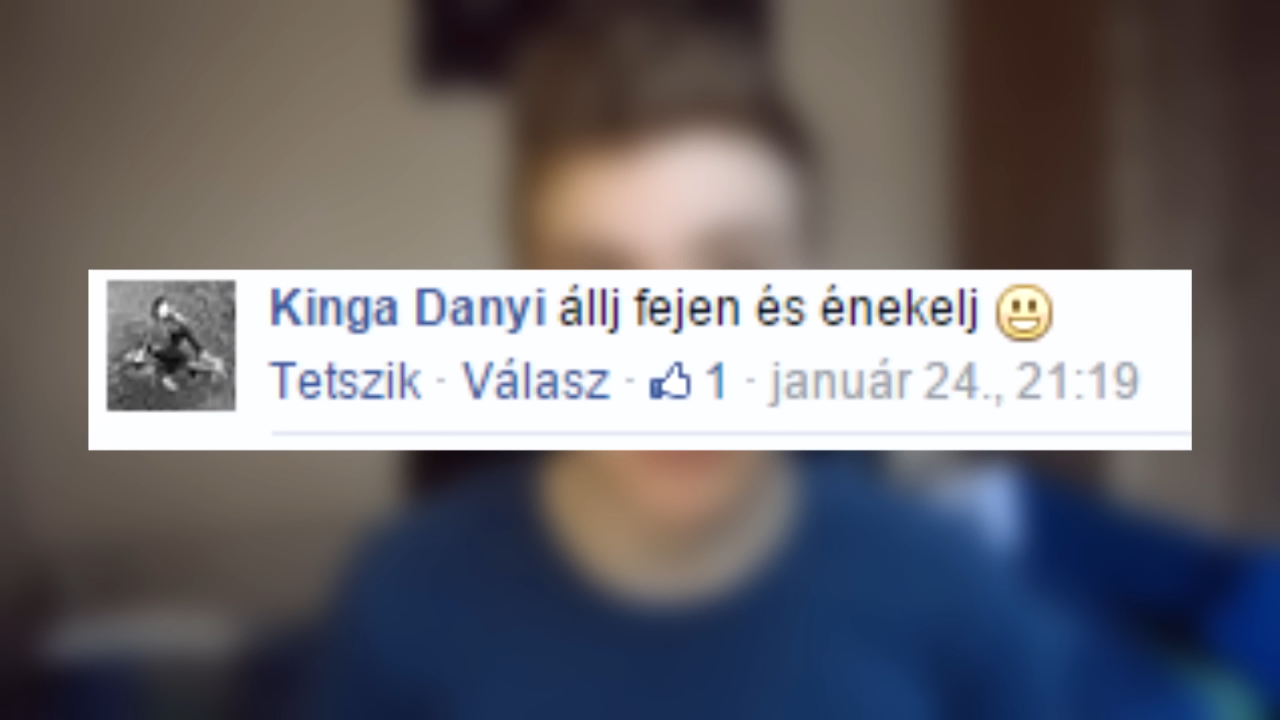 Kinga Danyi állj fejen és énekelj 😃
Tetszik · Válasz · 👍 1 · január 24., 21:19